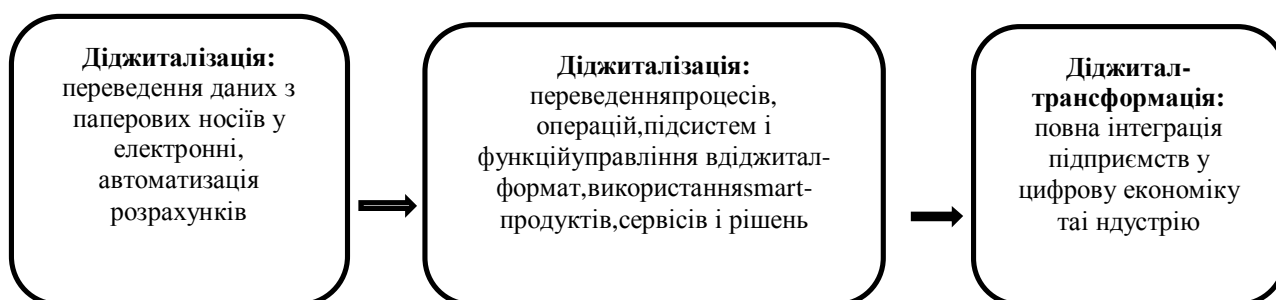 Діджиталізація:
переведення даних з
паперових носіїв у
електронні,
автоматизація
розрахунків
Діджиталізація:
переведенняпроцесів,
операцій,підсистем і
функційуправління вдіджитал-
формат,використанняsmart-
продуктів,сервісів і рішень
Діджитал-
трансформація:
повна інтеграція
підприємств у
цифрову економіку
таі ндустрію